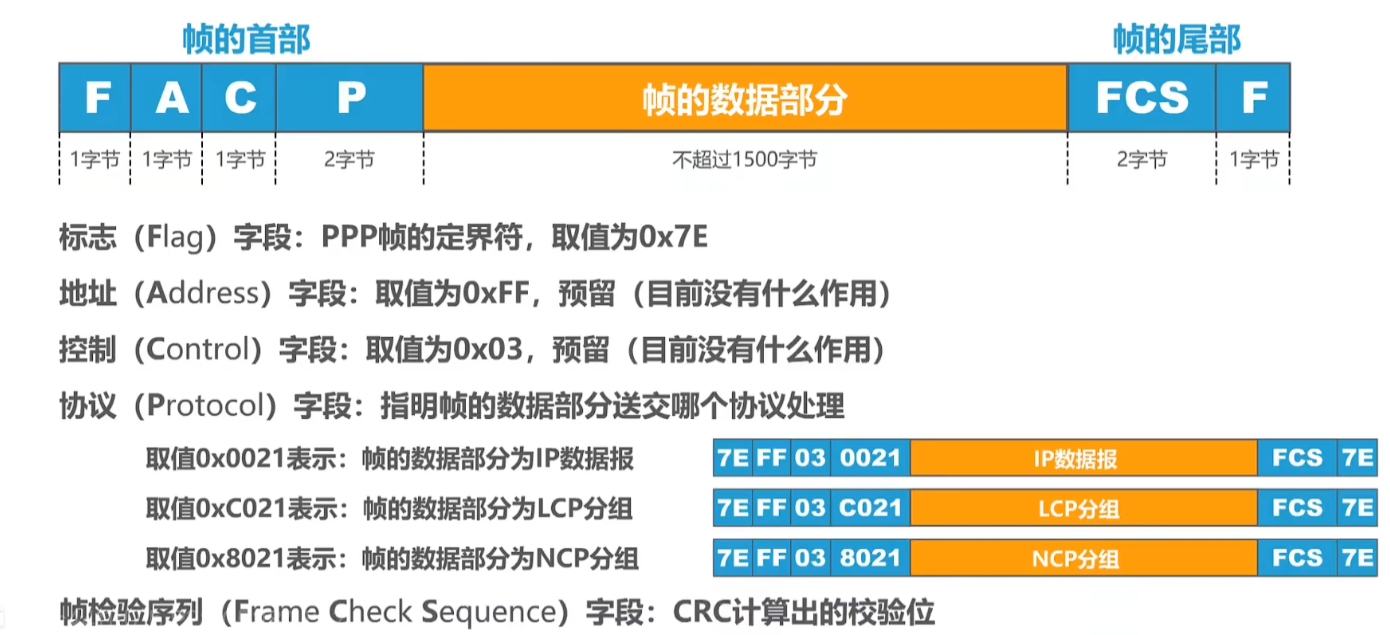 帧的首部 帧的尾部
F A C P 帧的数据部分 FCS F
1字节 1字节 1字节 2字节 不超过1500字节 2字节 1字节
标志（Flag）字段：PPP帧的定界符，取值为0x7E
地址（Address）字段：取值为0xFF，预留（目前没有什么作用）
控制（Control）字段：取值为0x03，预留（目前没有什么作用）
协议（Protocol）字段：指明帧的数据部分送交哪个协议处理
取值0x0021表示：帧的数据部分为IP数据报 7E FF 03 0021 IP数据报 FCS 7E
取值0xC021表示：帧的数据部分为LCP分组 7E FF 03 C021 LCP分组 FCS 7E
取值0x8021表示：帧的数据部分为NCP分组 7E FF 03 8021 NCP分组 FCS 7E
帧检验序列（Frame Check Sequence）字段：CRC计算出的校验位